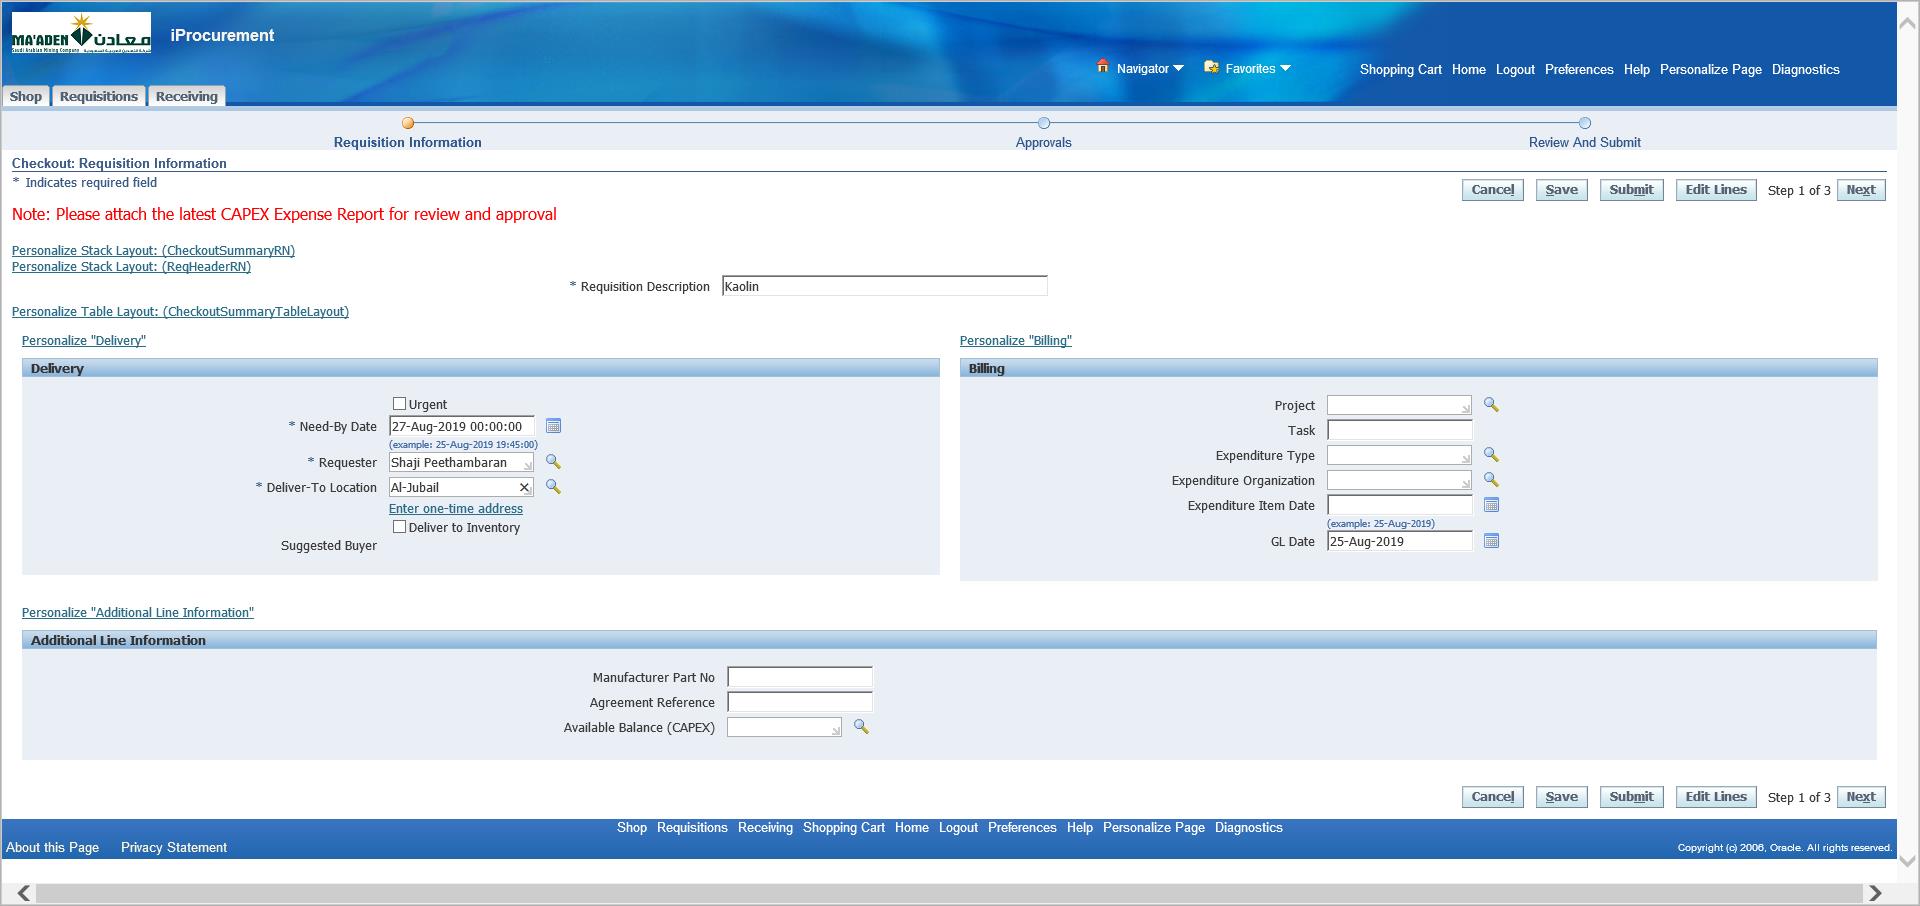 MA'ADEN معادن
Saudi Arabian Mining Company
iProcurement
Navigator Favorites Shopping Cart Home Logout Preferences Help Personalize Page Diagnostics
Shop Requisitions Receiving
Requisition Information Approvals Review And Submit
Checkout: Requisition Information
* Indicates required field
Cancel Save Submit Edit Lines Step 1 of 3 Next
Note: Please attach the latest CAPEX Expense Report for review and approval
Personalize Stack Layout: (CheckoutSummaryRN)
Personalize Stack Layout: (ReqHeaderRN)
* Requisition Description Kaolin
Personalize Table Layout: (CheckoutSummaryTableLayout)
Personalize "Delivery"
Delivery
Urgent
* Need-By Date 27-Aug-2019 00:00:00
(example: 25-Aug-2019 19:45:00)
* Requester Shaji Peethambaran
* Deliver-To Location Al-Jubail
Enter one-time address
Deliver to Inventory
Suggested Buyer
Personalize "Billing"
Billing
Project
Task
Expenditure Type
Expenditure Organization
Expenditure Item Date
(example: 25-Aug-2019)
GL Date 25-Aug-2019
Personalize "Additional Line Information"
Additional Line Information
Manufacturer Part No
Agreement Reference
Available Balance (CAPEX)
Cancel Save Submit Edit Lines Step 1 of 3 Next
Shop Requisitions Receiving Shopping Cart Home Logout Preferences Help Personalize Page Diagnostics
About this Page Privacy Statement
Copyright (c) 2006, Oracle. All rights reserved.